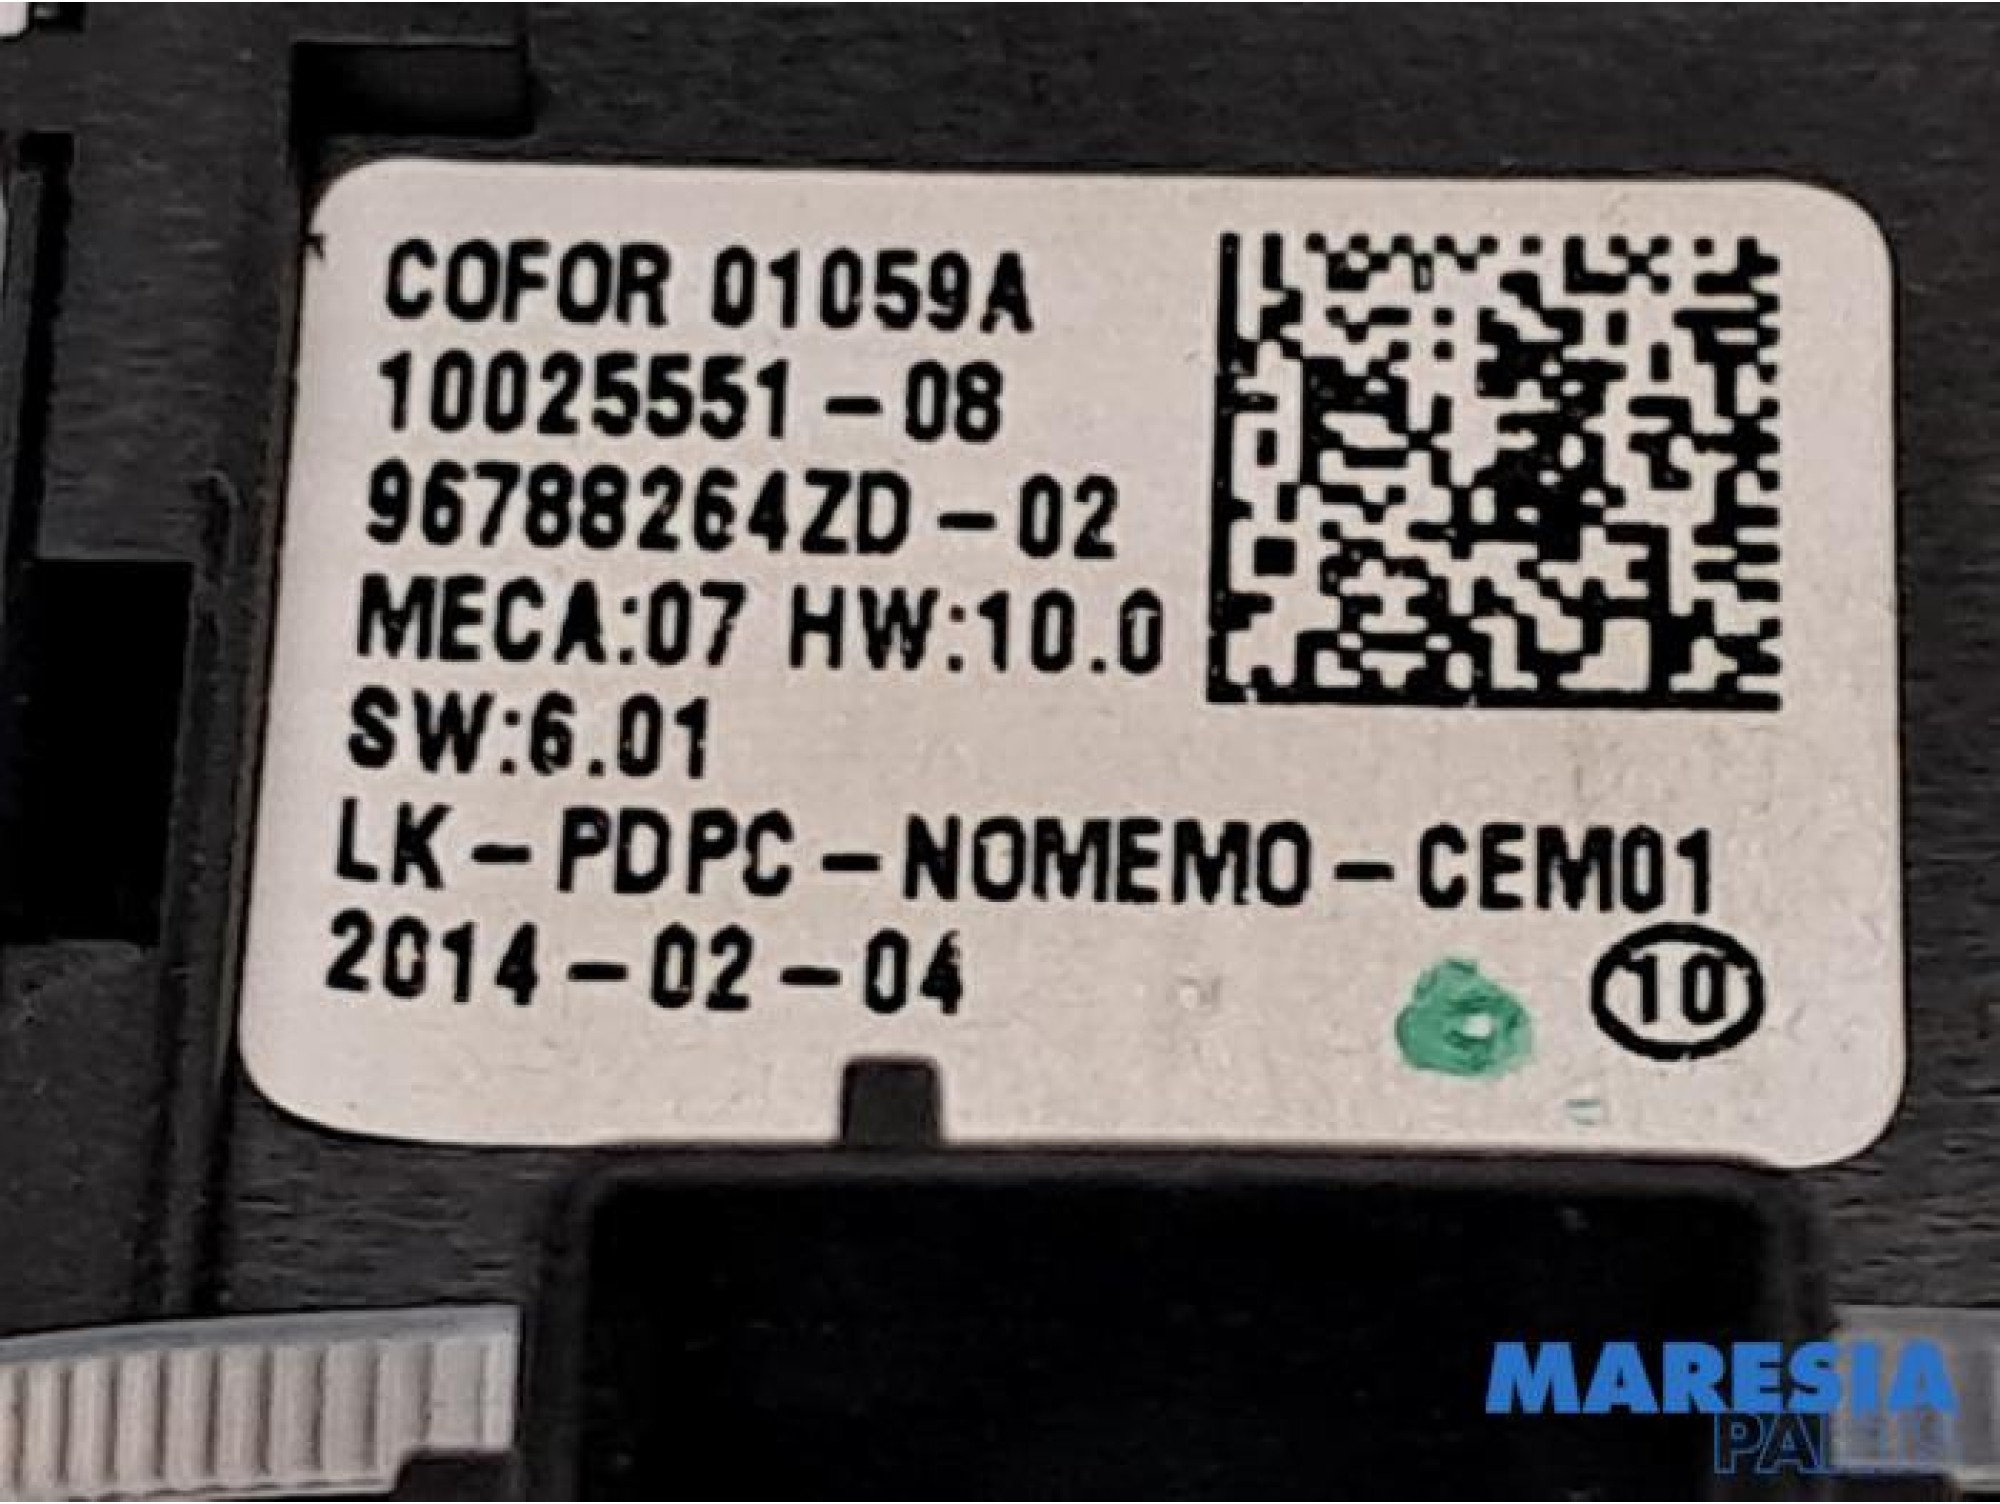 COFOR 01059A
10025551-08
96788264ZD-02
MECA:07 HW:10.0
SW:6.01
LK-PDPC-NOMEMO-CEM01
2014-02-04
10
MARESIA
PARTS